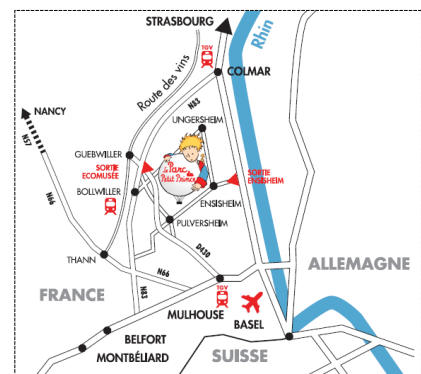 STRASBOURG
Rhin
TGV
Route des vins
COLMAR
N83
NANCY
UNGERSHEIM
N57
GUEBWILLER
SORTIE
ECOMUSÉE
le Parc du
Petit Prince
SORTIE
ENSISHEIM
BOLLWILLER
ENSISHEIM
N66
PULVERSHEIM
D430
THANN
ALLEMAGNE
N66
FRANCE
N83
TGV
MULHOUSE
BASEL
BELFORT
MONTBÉLIARD
SUISSE